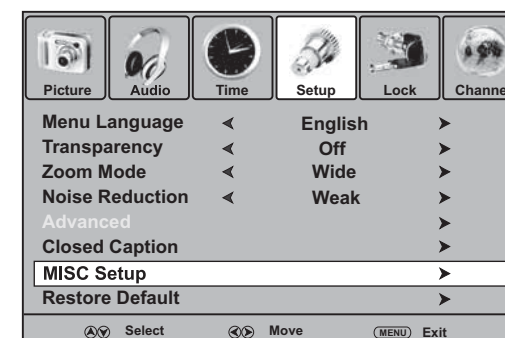 Picture Audio Time Setup Lock Channe
Menu Language English
Transparency Off
Zoom Mode Wide
Noise Reduction Weak
Advanced
Closed Caption
MISC Setup
Restore Default
Select Move MENU Exit